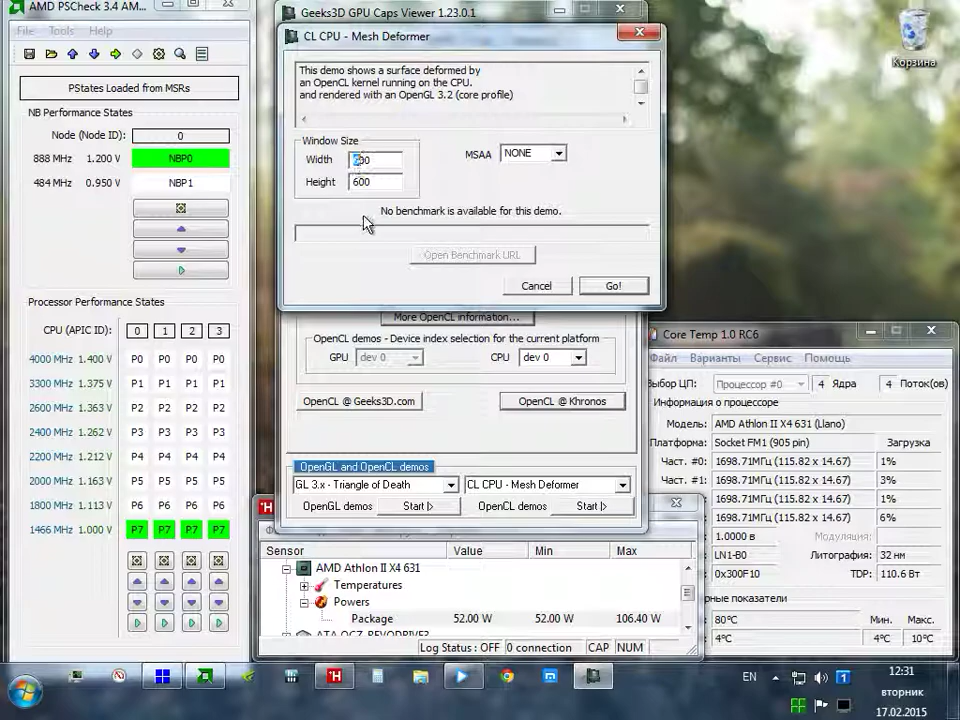 AMD PSCheck 3.4 AM...
File Tools Help
PStates Loaded from MSRs
NB Performance States
Node (Node ID): 0
888 MHz 1.200 V NBP0
484 MHz 0.950 V NBP1
Processor Performance States
CPU (APIC ID): 0 1 2 3
4000 MHz 1.400 V P0 P0 P0 P0
3300 MHz 1.375 V P1 P1 P1 P1
2600 MHz 1.363 V P2 P2 P2 P2
2400 MHz 1.262 V P3 P3 P3 P3
2200 MHz 1.212 V P4 P4 P4 P4
2000 MHz 1.163 V P5 P5 P5 P5
1800 MHz 1.113 V P6 P6 P6 P6
1466 MHz 1.000 V P7 P7 P7 P7
Geeks3D GPU Caps Viewer 1.23.0.1
CL CPU - Mesh Deformer
This demo shows a surface deformed by
an OpenCL kernel running on the CPU.
and rendered with an OpenGL 3.2 (core profile)
Window Size
Width
Height 600
MSAA NONE
No benchmark is available for this demo.
Open Benchmark URL
Cancel Go!
More OpenCL information...
OpenCL demos - Device index selection for the current platform
GPU dev 0 CPU dev 0
OpenCL @ Geeks3D.com OpenCL @ Khronos
OpenGL and OpenCL demos
GL 3.x - Triangle of Death CL CPU - Mesh Deformer
OpenGL demos Start OpenCL demos Start
Sensor Value Min Max
AMD Athlon II X4 631
Temperatures
Powers
Package 52.00 W 52.00 W 106.40 W
ATA OCZ-REVODRIVE3
Log Status : OFF 0 connection CAP NUM
Корзина
Core Temp 1.0 RC6
Файл Варианты Сервис Помощь
Выбор ЦП: Процессор #0 4 Ядра 4 Поток(ов)
Информация о процессоре
Модель: AMD Athlon II X4 631 (Llano)
Платформа: Socket FM1 (905 pin) Загрузка
Част. #0: 1698.71МГц (115.82 x 14.67) 1%
Част. #1: 1698.71МГц (115.82 x 14.67) 3%
1698.71МГц (115.82 x 14.67) 1%
1698.71МГц (115.82 x 14.67) 6%
1.0000 в Модуляция:
LN1-B0 Литография: 32 нм
0x300F10 TDP: 110.6 Вт
рные показатели
80°C Мин. Макс.
4°C 4°C 10°C
EN 12:31
вторник
17.02.2015